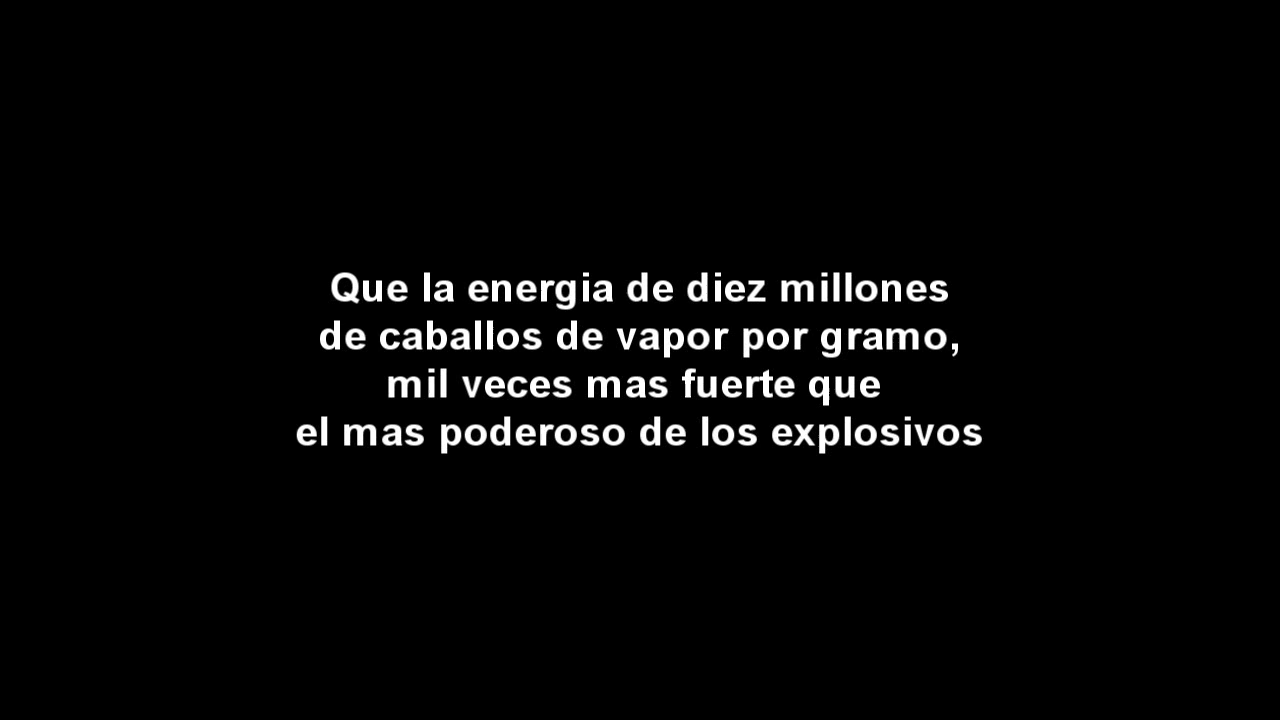 Que la energia de diez millones
de caballos de vapor por gramo,
mil veces mas fuerte que
el mas poderoso de los explosivos